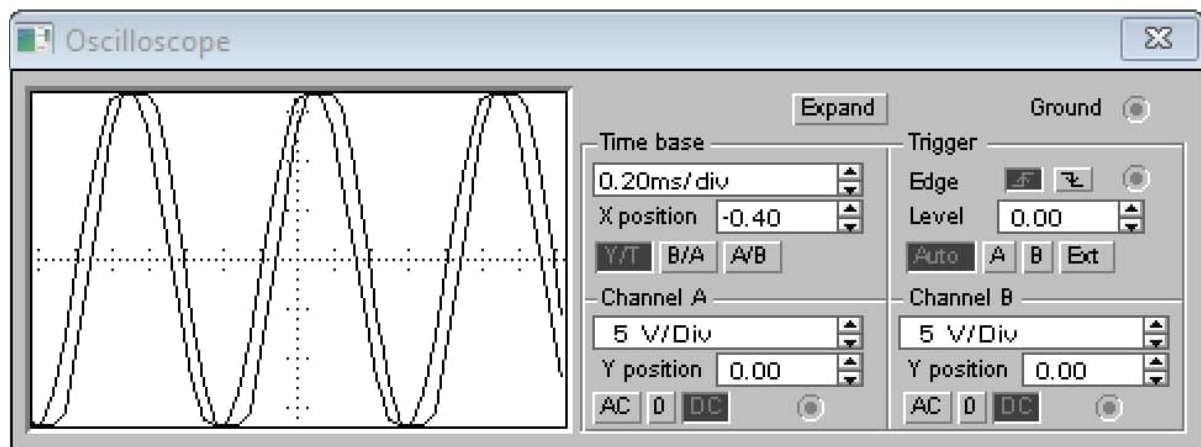 Oscilloscope
Expand
Ground
Time base
0.20ms/div
X position -0.40
Y/T B/A A/B
Trigger
Edge
Level 0.00
Auto A B Ext
Channel A
5 V/Div
Y position 0.00
AC 0 DC
Channel B
5 V/Div
Y position 0.00
AC 0 DC